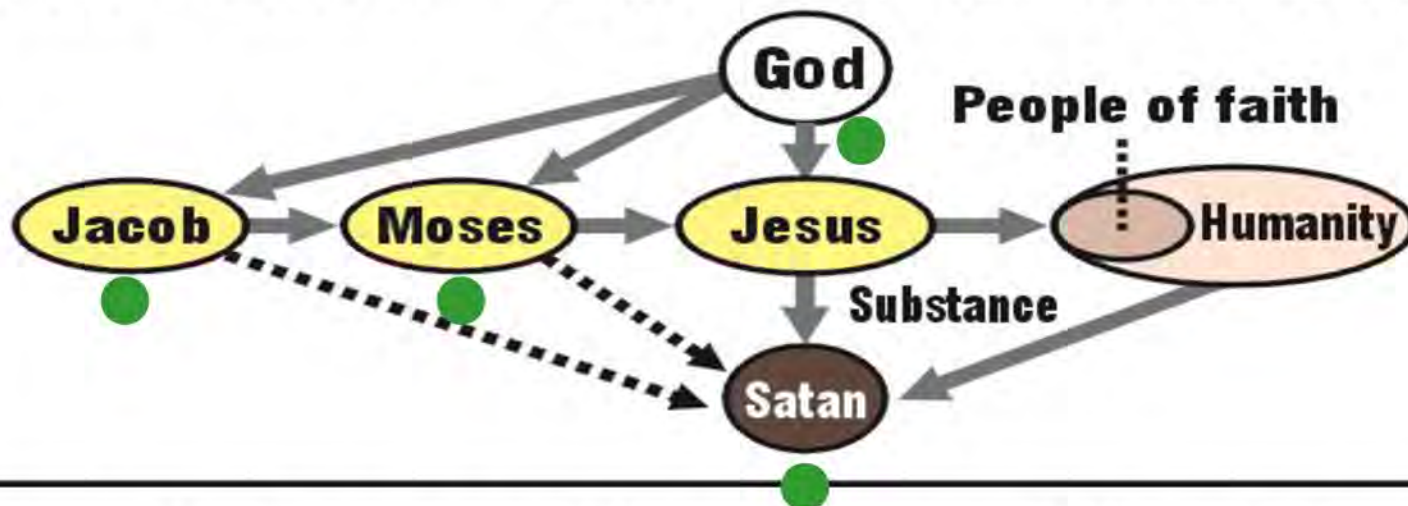 God
People of faith
Jacob
Moses
Jesus
Humanity
Substance
Satan